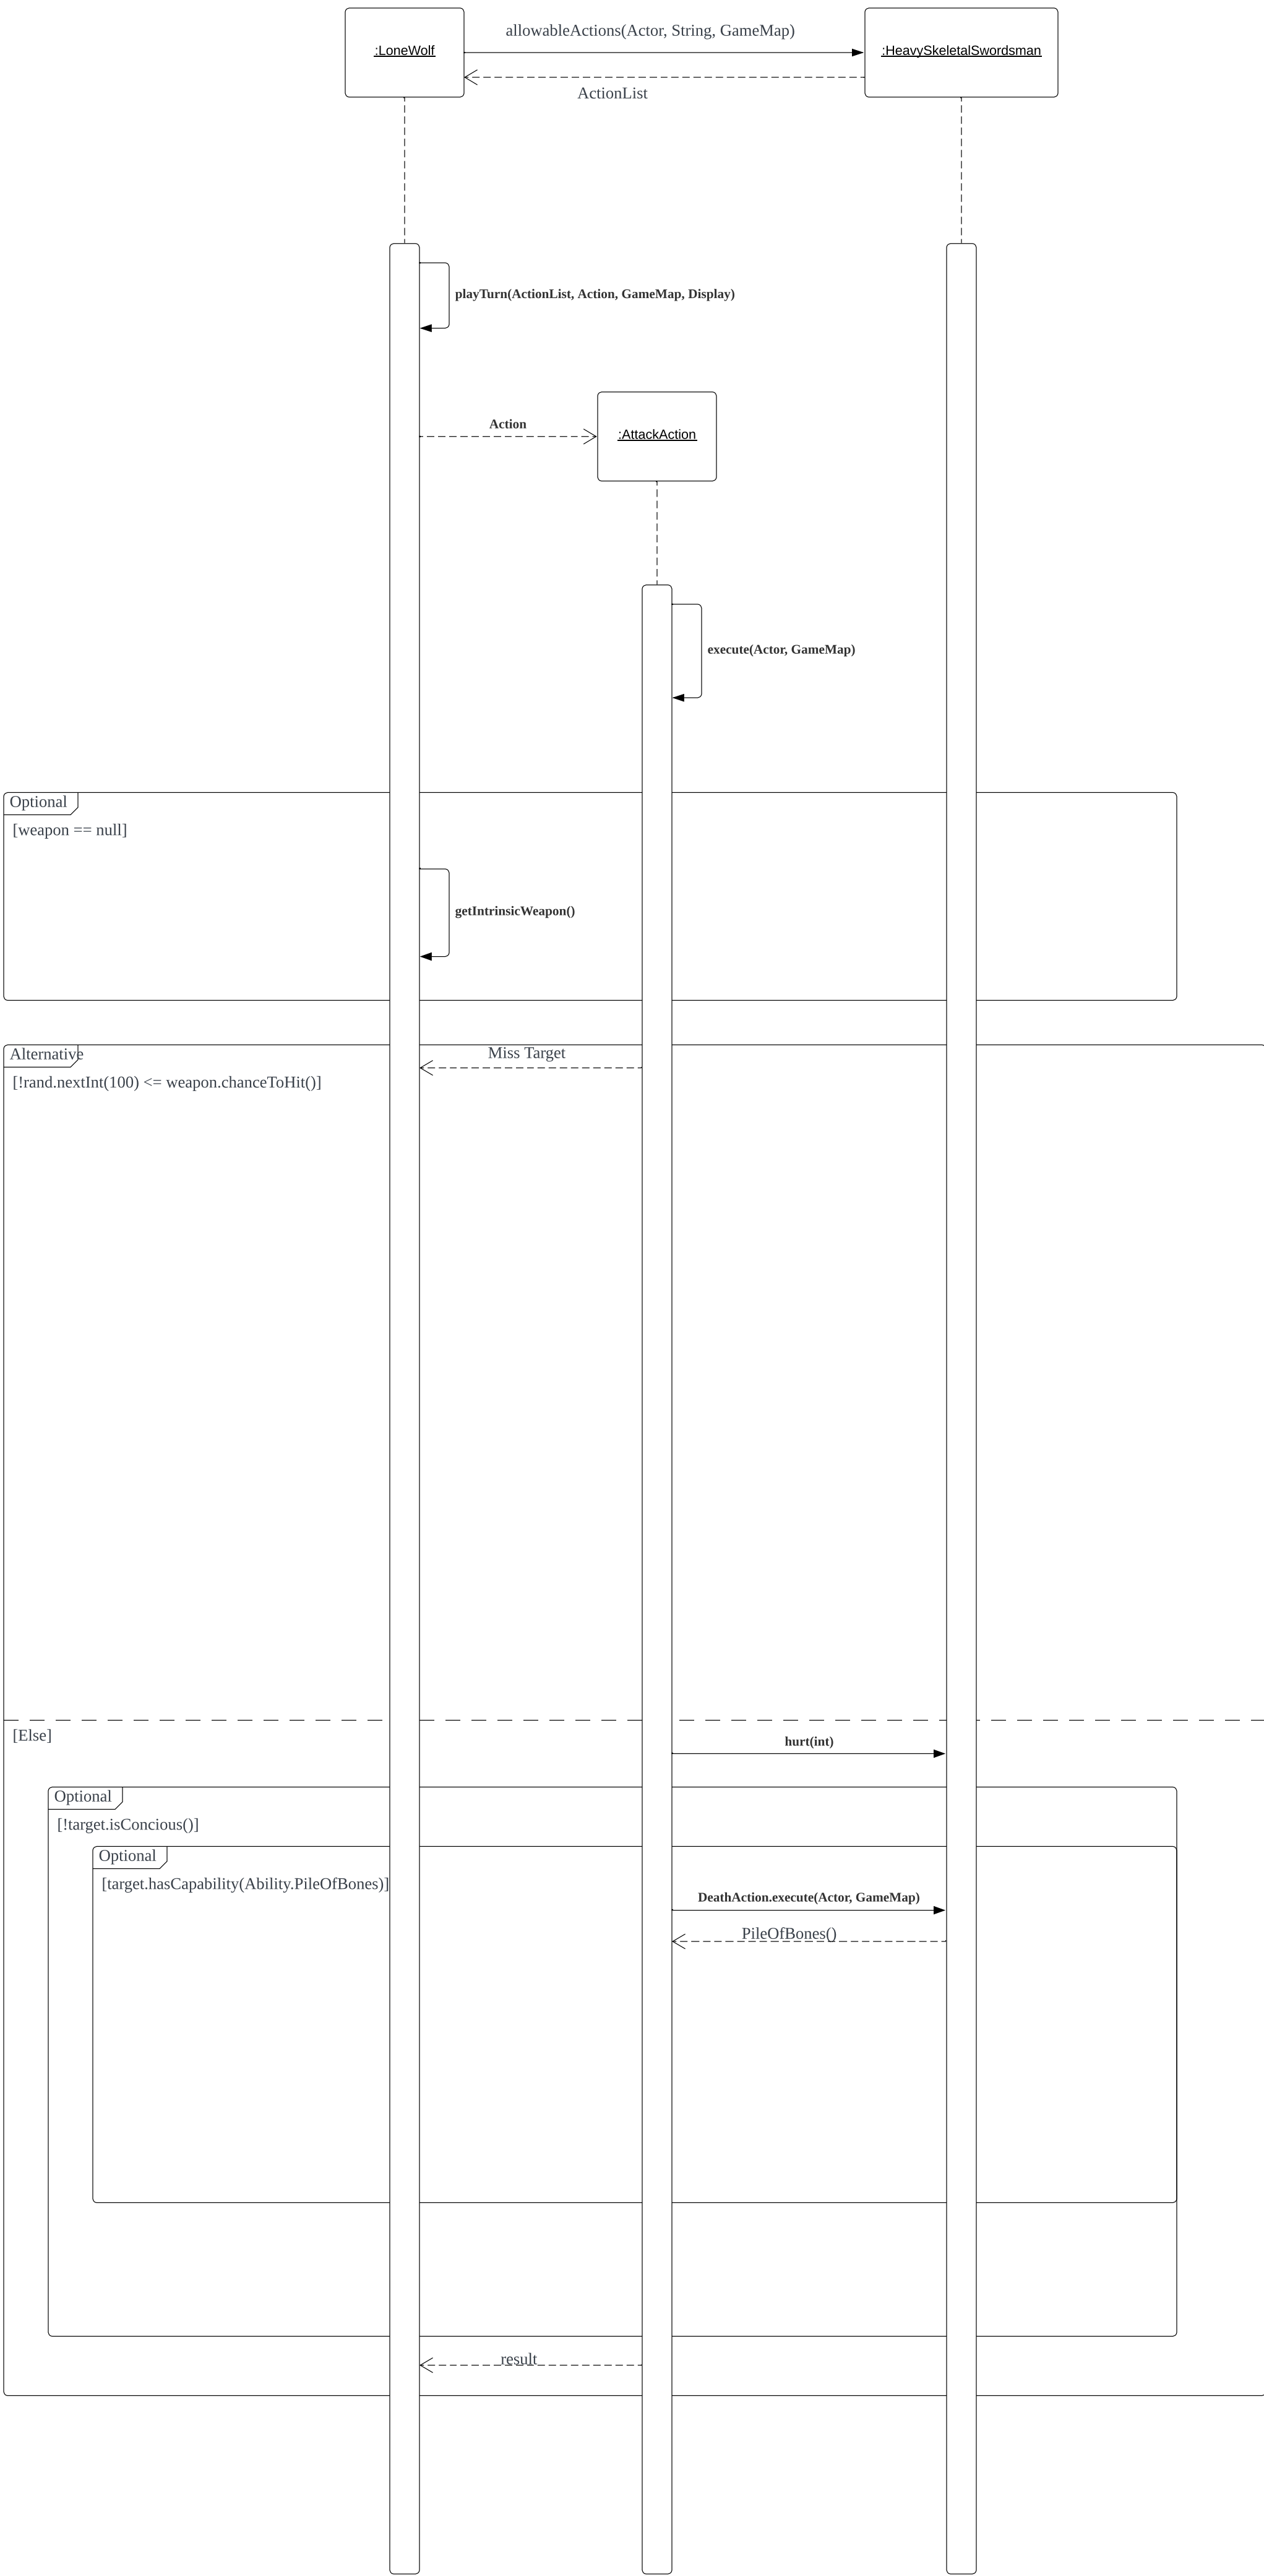 :LoneWolf
allowableActions(Actor, String, GameMap)
:HeavySkeletalSwordsman
ActionList
playTurn(ActionList, Action, GameMap, Display)
Action
:AttackAction
execute(Actor, GameMap)
Optional
[weapon == null]
getIntrinsicWeapon()
Alternative
Miss Target
[!rand.nextInt(100) <= weapon.chanceToHit()]
[Else]
hurt(int)
Optional
[!target.isConcious()]
Optional
[target.hasCapability(Ability.PileOfBones)]
DeathAction.execute(Actor, GameMap)
PileOfBones()
result